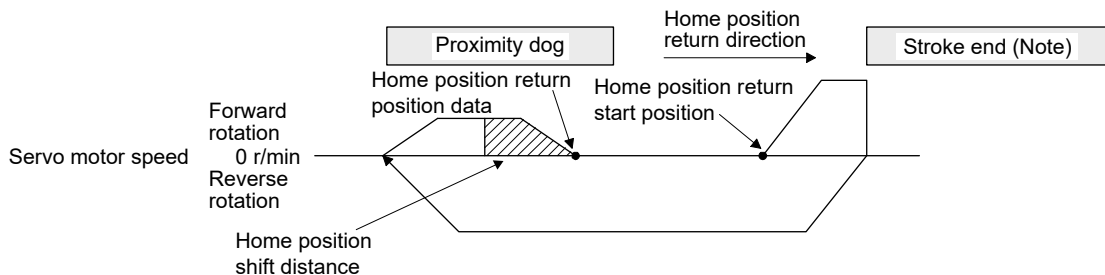 Proximity dog
Home position
return direction
Stroke end (Note)
Home position return
position data
Home position return
start position
Forward
rotation
Servo motor speed
0 r/min
Reverse
rotation
Home position
shift distance